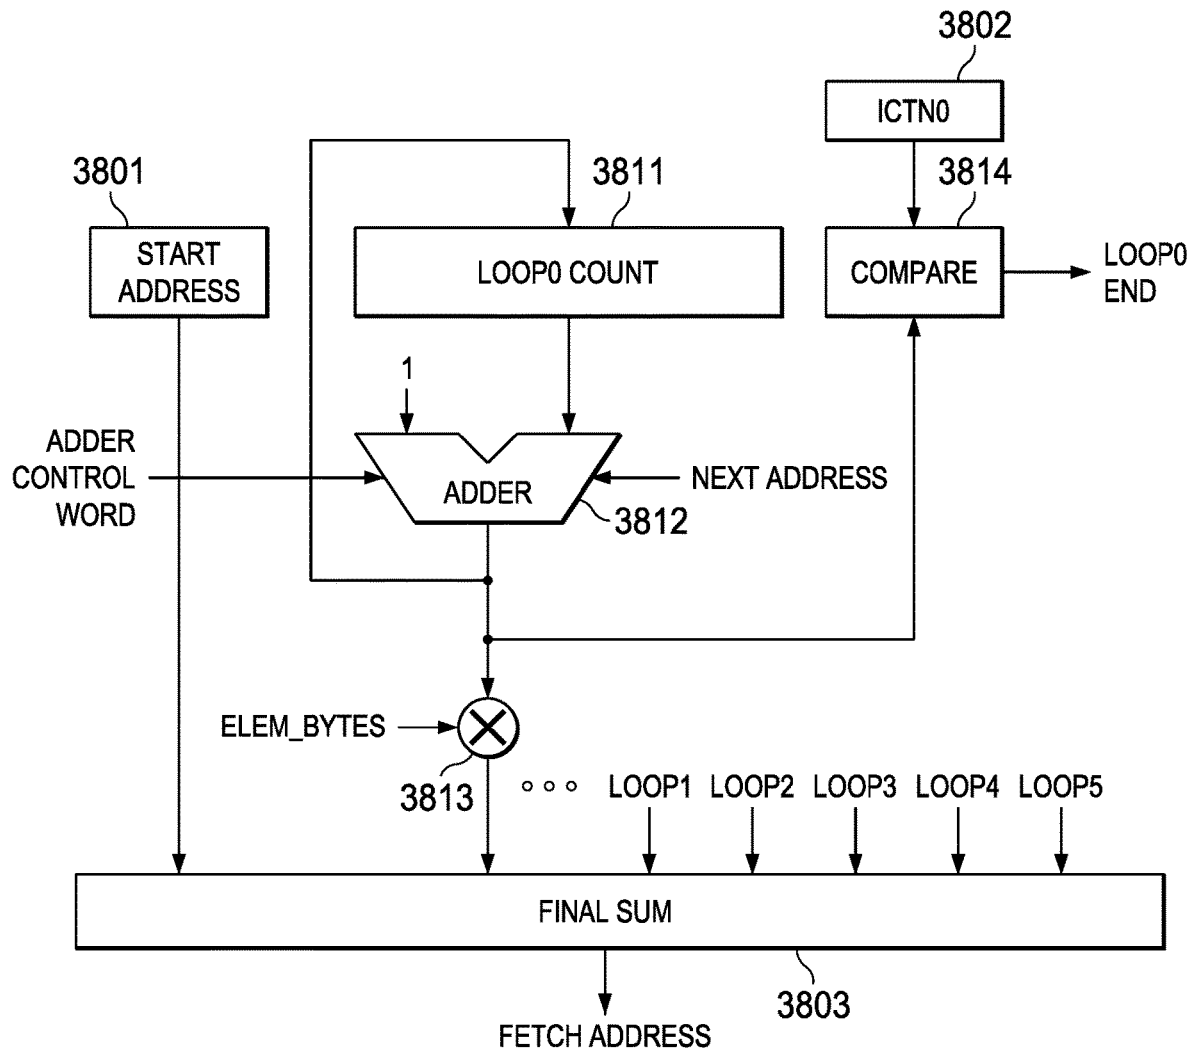 3802
ICTN0
3801
3811
3814
START
ADDRESS
LOOP0 COUNT
COMPARE
LOOP0
END
1
ADDER
CONTROL
WORD
ADDER
NEXT ADDRESS
3812
ELEM_BYTES
3813
LOOP1 LOOP2 LOOP3 LOOP4 LOOP5
FINAL SUM
3803
FETCH ADDRESS